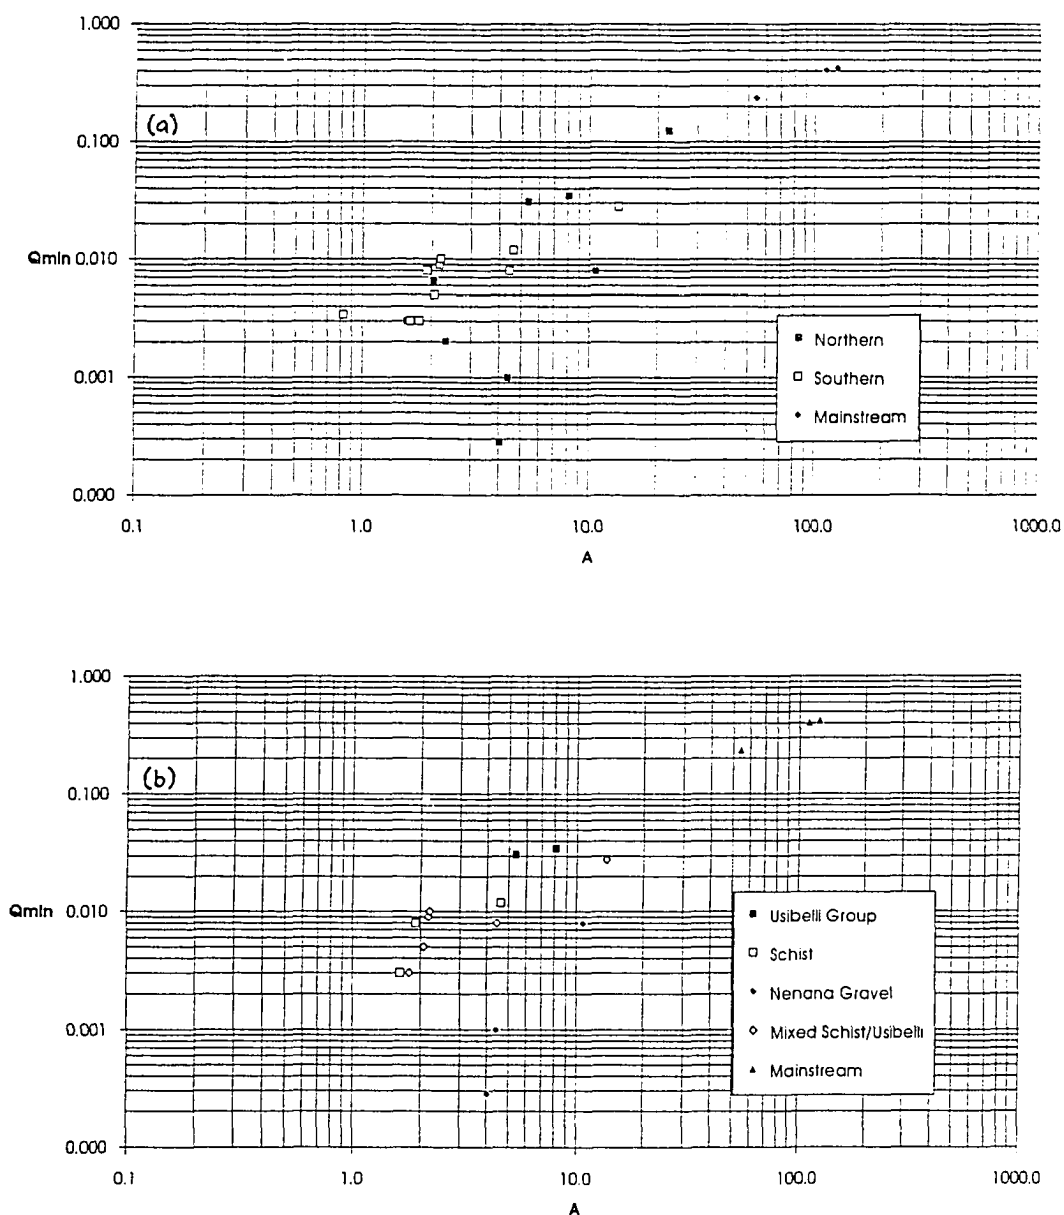 1.000
(a)
0.100
Qmin 0.010
0.001
0.000
0.1 1.0 10.0 100.0 1000.0
A
Northern
Southern
Mainstream
1.000
(b)
0.100
Qmin 0.010
0.001
0.000
0.1 1.0 10.0 100.0 1000.0
A
Usibelli Group
Schist
Nenana Gravel
Mixed Schist/Usibelli
Mainstream